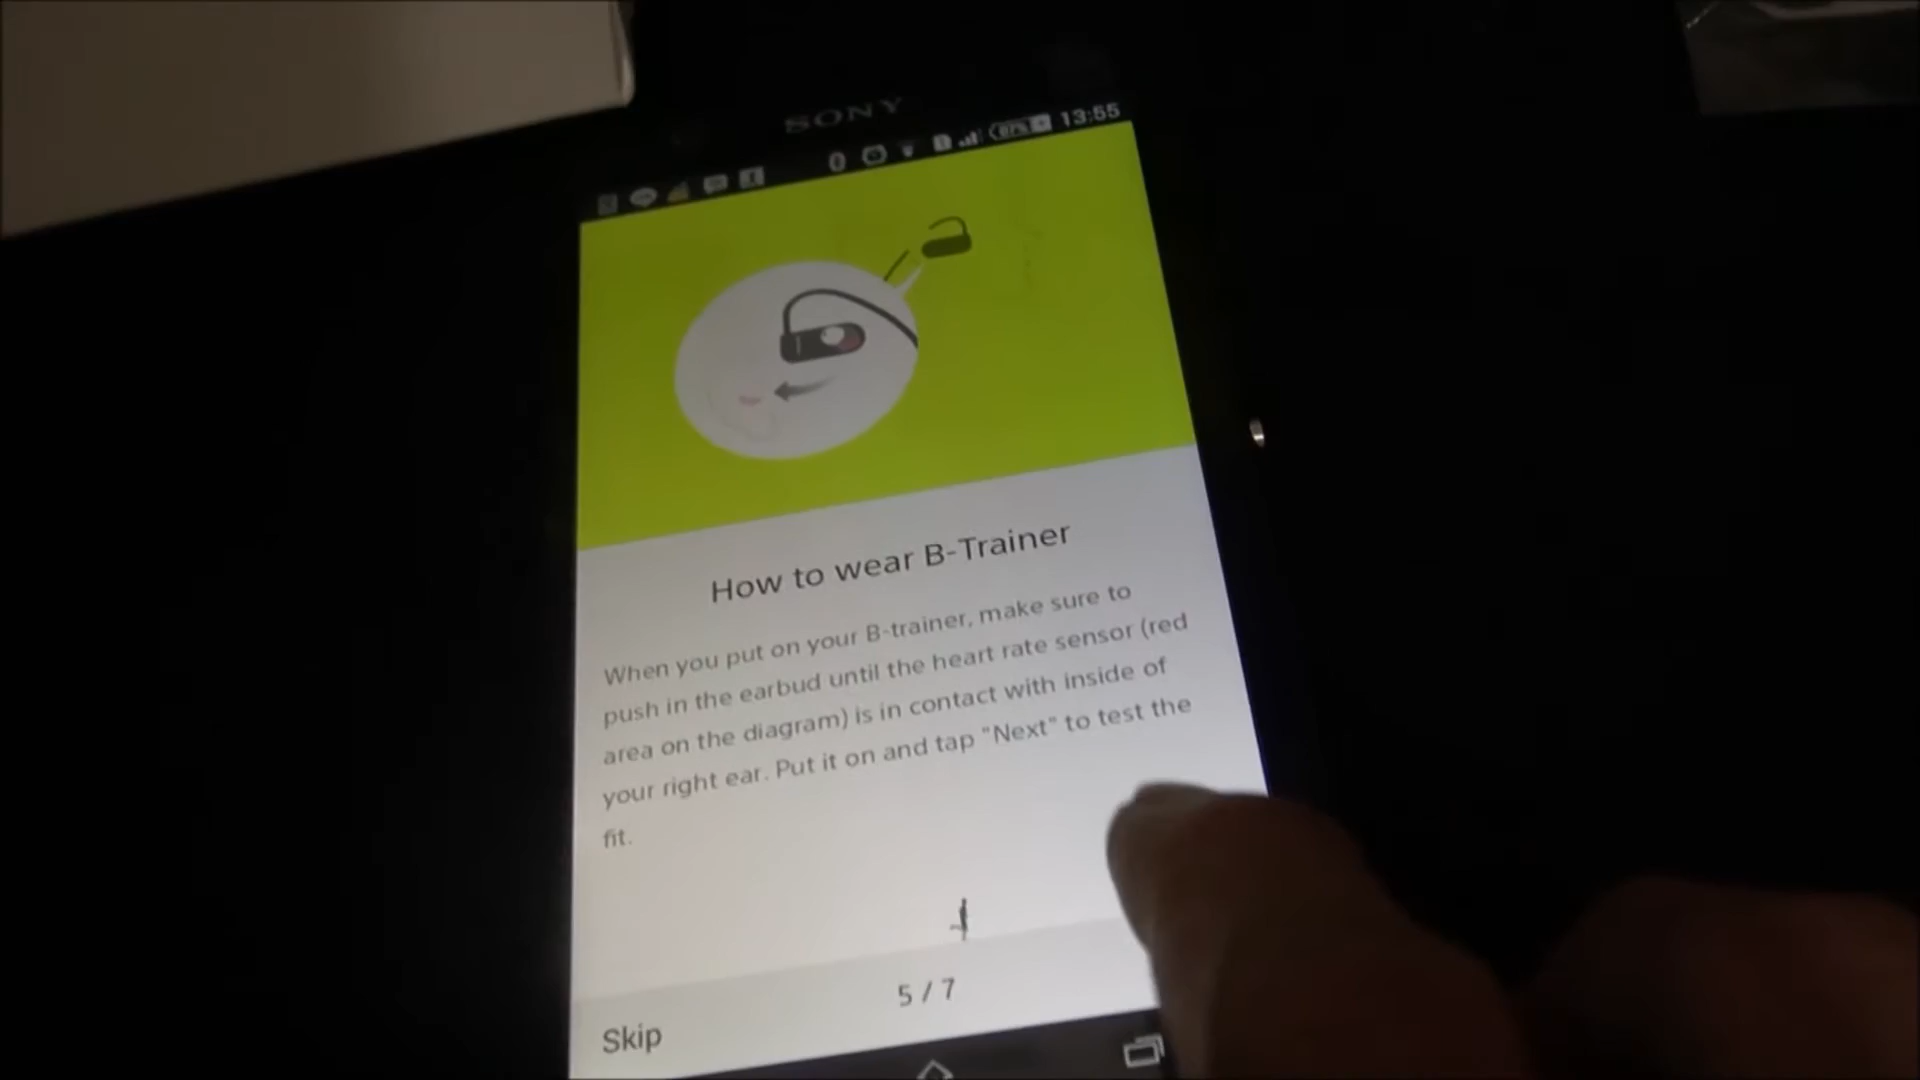 SONY
13:55
How to wear B-Trainer
When you put on your B-trainer, make sure to
push in the earbud until the heart rate sensor (red
area on the diagram) is in contact with inside of
your right ear. Put it on and tap "Next" to test the
fit.
5 / 7
Skip